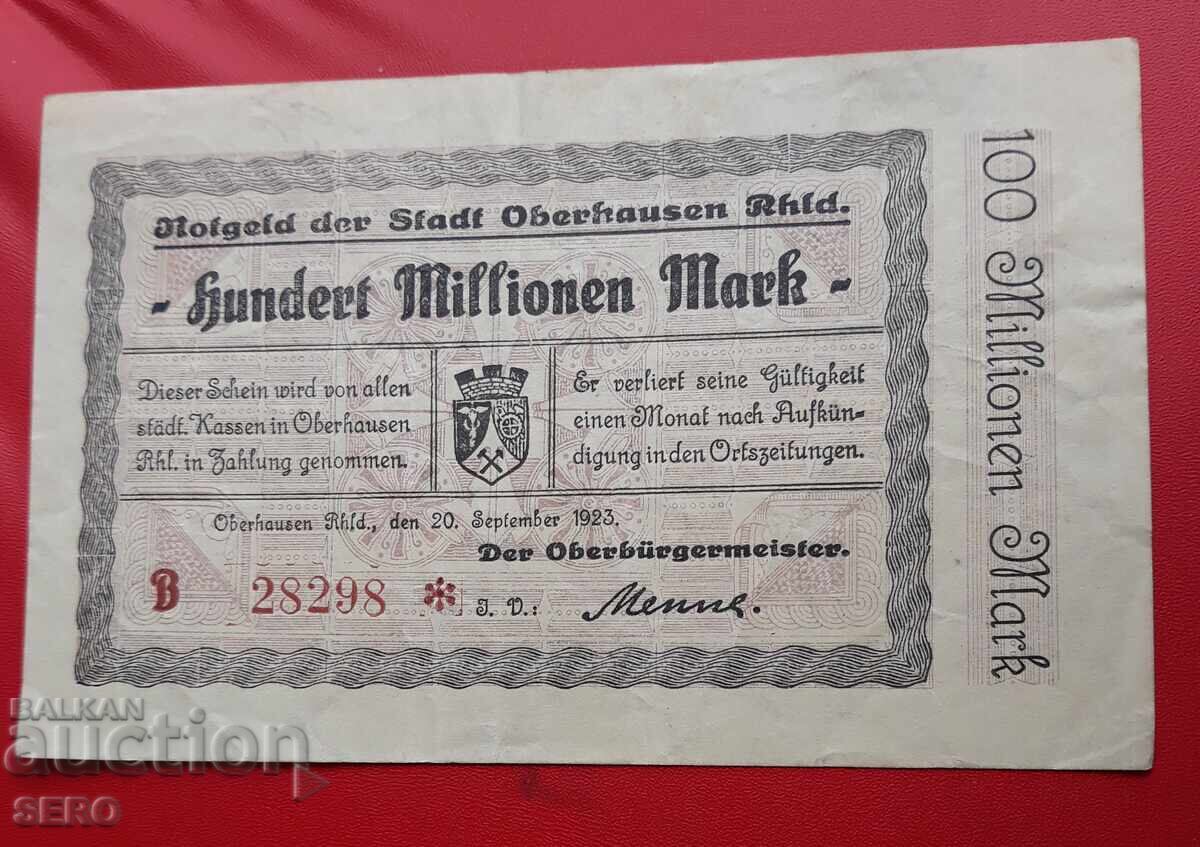 Notgeld der Stadt Oberhausen Rhld.
- Hundert Millionen Mark -
Dieser Schein wird von allen
städt. Kassen in Oberhausen
Rhl. in Zahlung genommen.
Er verliert seine Gültigkeit
einen Monat nach Aufkün-
digung in den Ortszeitungen.
Oberhausen Rhld., den 20. September 1923.
Der Oberbürgermeister.
B 28298 * J. V.: Menne.
100 Millionen Mark
BALKAN
auction
SERO